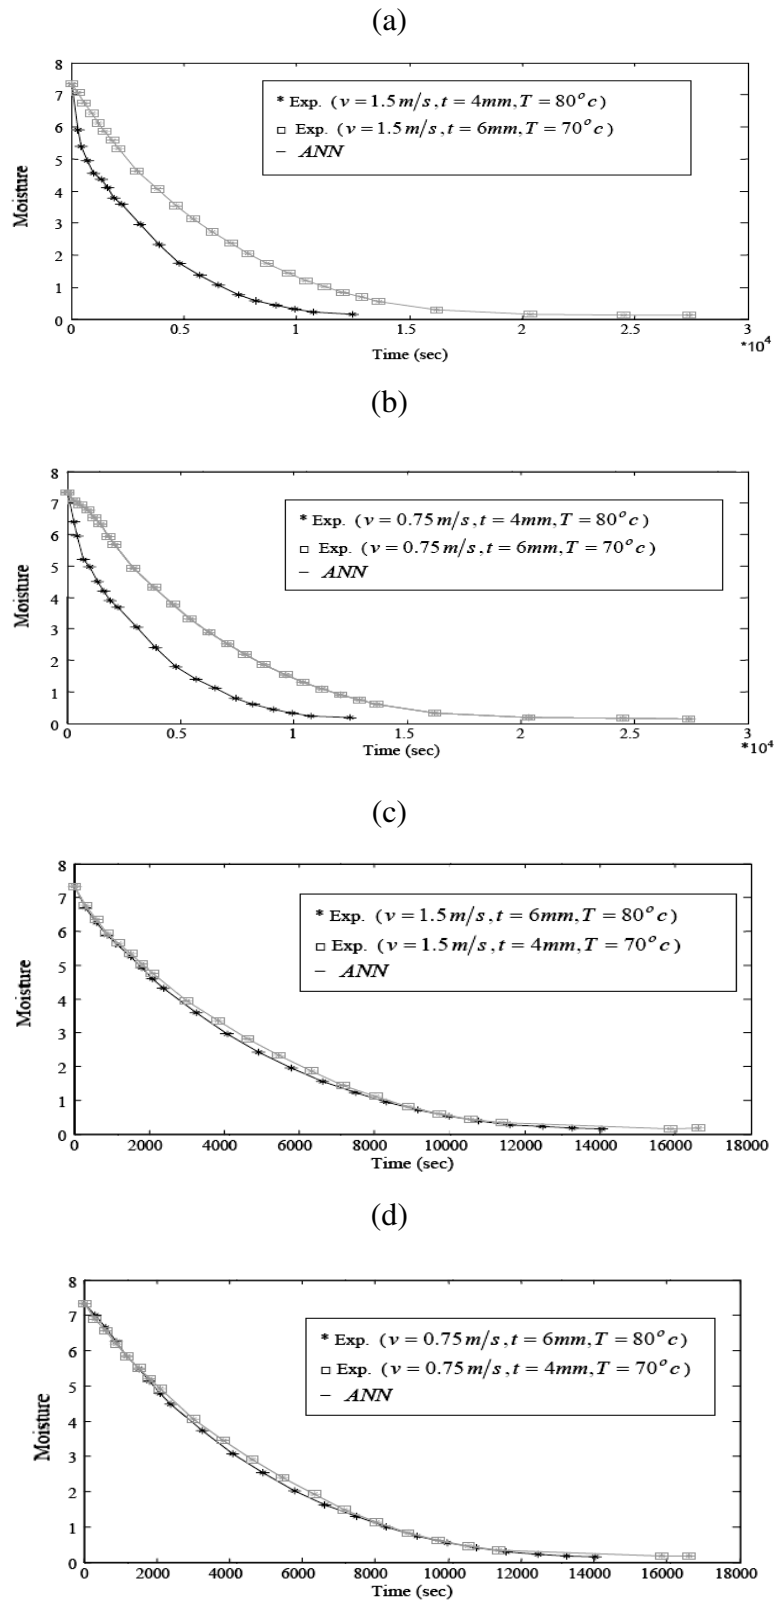 (a)
8
7
6
5
4
3
2
1
0
Moisture
* Exp. (v = 1.5 m/s, t = 4mm, T = 80°c)
□ Exp. (v = 1.5 m/s, t = 6mm, T = 70°c)
– ANN
0 0.5 1 1.5 2 2.5 3
Time (sec)
*10⁴
(b)
8
7
6
5
4
3
2
1
0
Moisture
* Exp. (v = 0.75 m/s, t = 4mm, T = 80°c)
□ Exp. (v = 0.75 m/s, t = 6mm, T = 70°c)
– ANN
0 0.5 1 1.5 2 2.5 3
Time (sec)
*10⁴
(c)
8
7
6
5
4
3
2
1
0
Moisture
* Exp. (v = 1.5 m/s, t = 6mm, T = 80°c)
□ Exp. (v = 1.5 m/s, t = 4mm, T = 70°c)
– ANN
0 2000 4000 6000 8000 10000 12000 14000 16000 18000
Time (sec)
(d)
8
7
6
5
4
3
2
1
0
Moisture
* Exp. (v = 0.75 m/s, t = 6mm, T = 80°c)
□ Exp. (v = 0.75 m/s, t = 4mm, T = 70°c)
– ANN
0 2000 4000 6000 8000 10000 12000 14000 16000 18000
Time (sec)